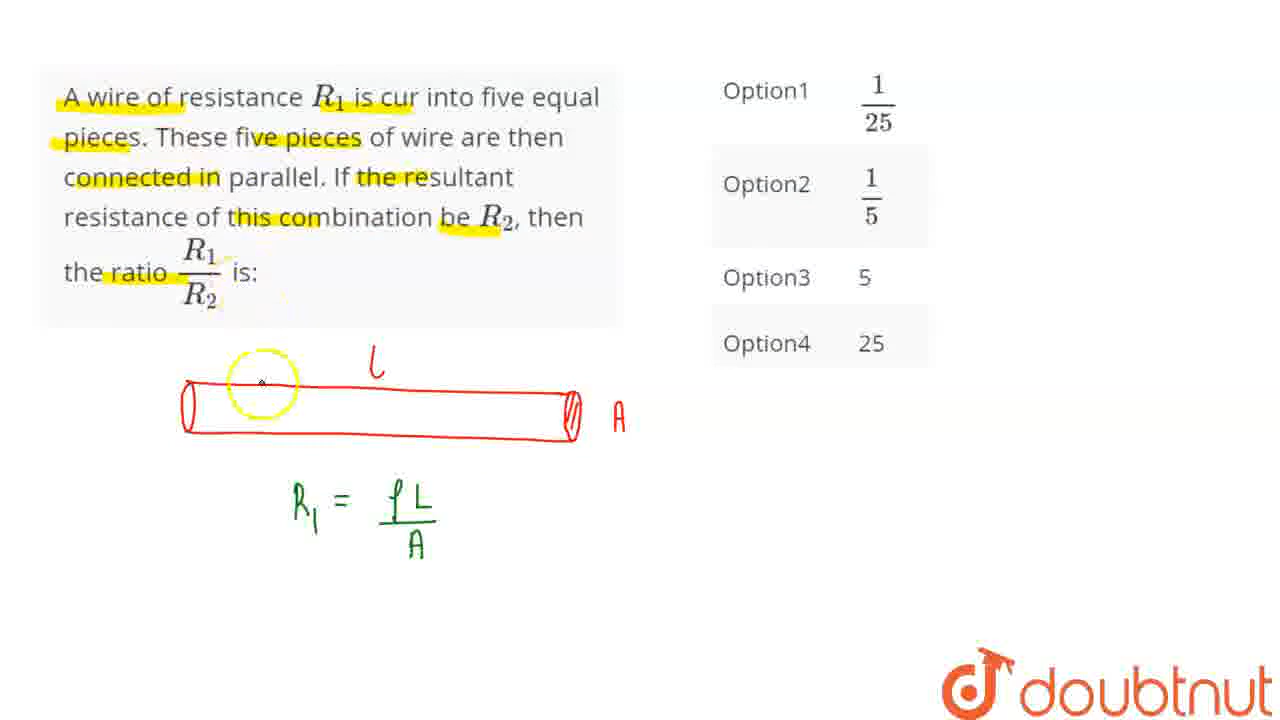 A wire of resistance R₁ is cur into five equal
pieces. These five pieces of wire are then
connected in parallel. If the resultant
resistance of this combination be R₂, then
the ratio R₁/R₂ is:
Option1 1/25
Option2 1/5
Option3 5
Option4 25
L
A
R₁ = ρL/A
doubtnut